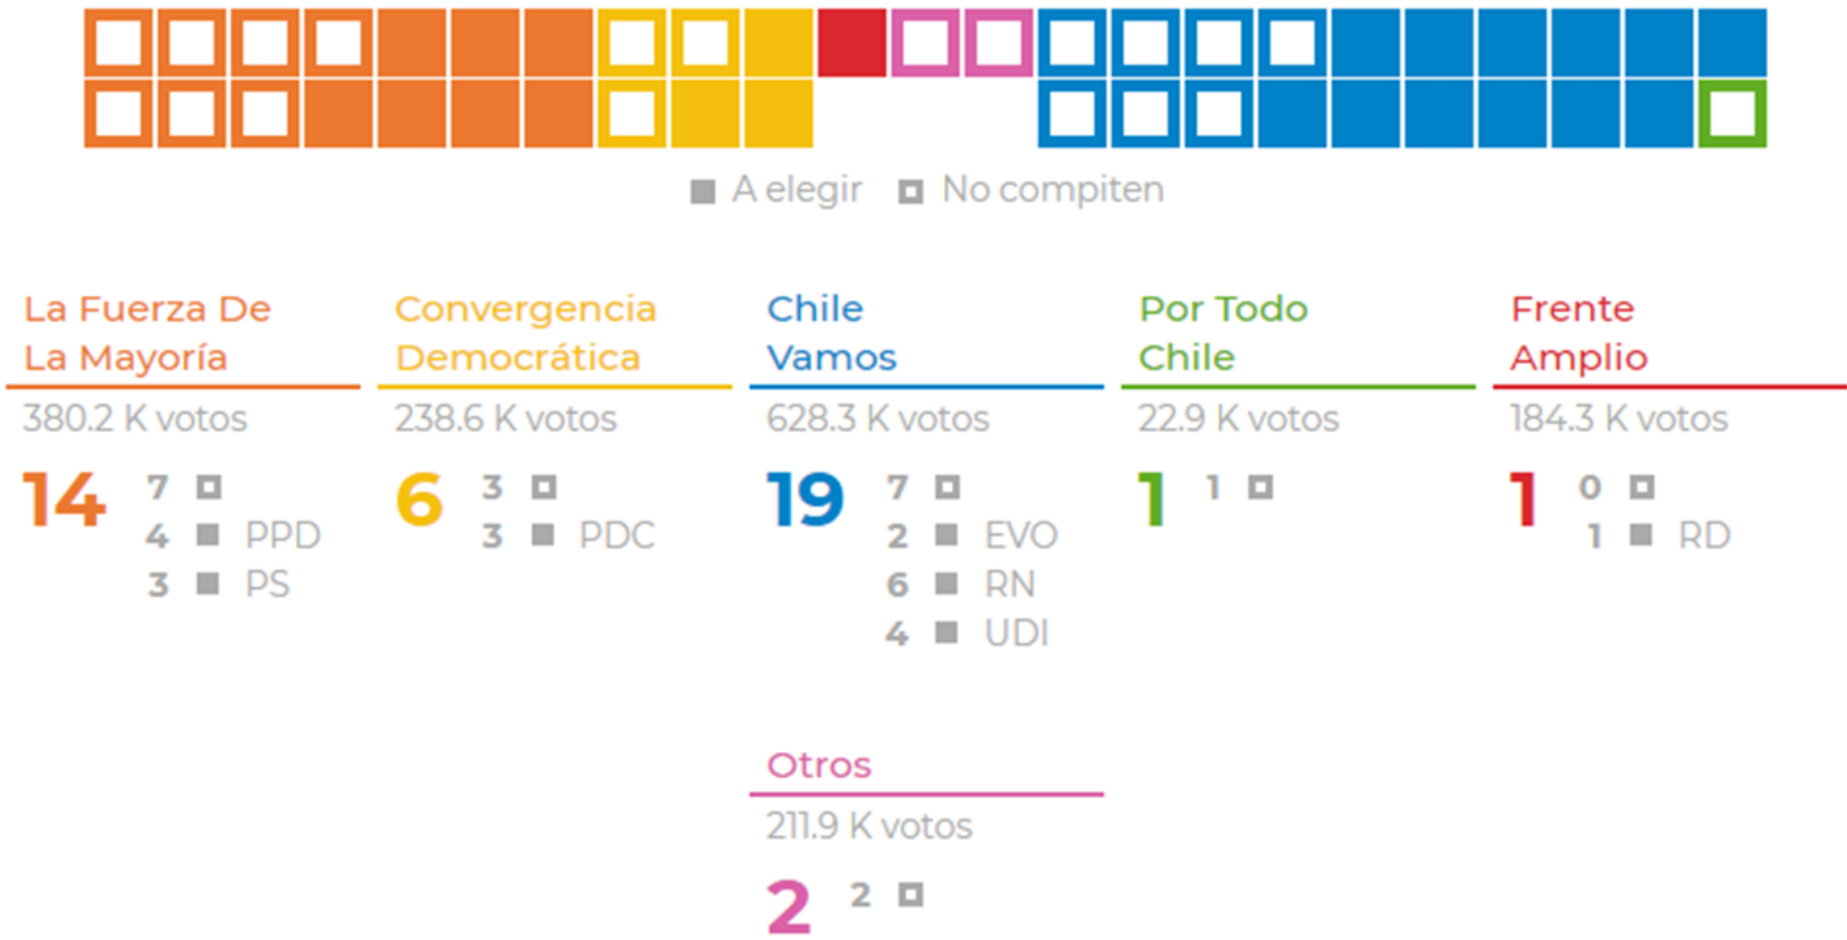 A elegir No compiten
La Fuerza De
La Mayoría
380.2 K votos
14
7
4 PPD
3 PS
Convergencia
Democrática
238.6 K votos
6
3
3 PDC
Chile
Vamos
628.3 K votos
19
7
2 EVO
6 RN
4 UDI
Por Todo
Chile
22.9 K votos
1
1
Frente
Amplio
184.3 K votos
1
0
1 RD
Otros
211.9 K votos
2
2